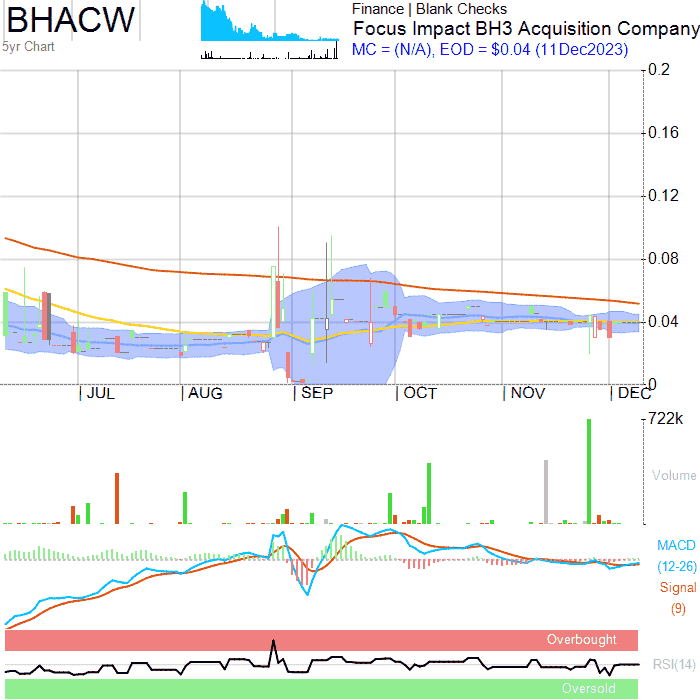 BHACW
5yr Chart
Finance | Blank Checks
Focus Impact BH3 Acquisition Company
MC = (N/A), EOD = $0.04 (11Dec2023)
0.2
0.16
0.12
0.08
0.04
0
JUL
AUG
SEP
OCT
NOV
DEC
722k
Volume
MACD
(12-26)
Signal
(9)
Overbought
RSI(14)
Oversold